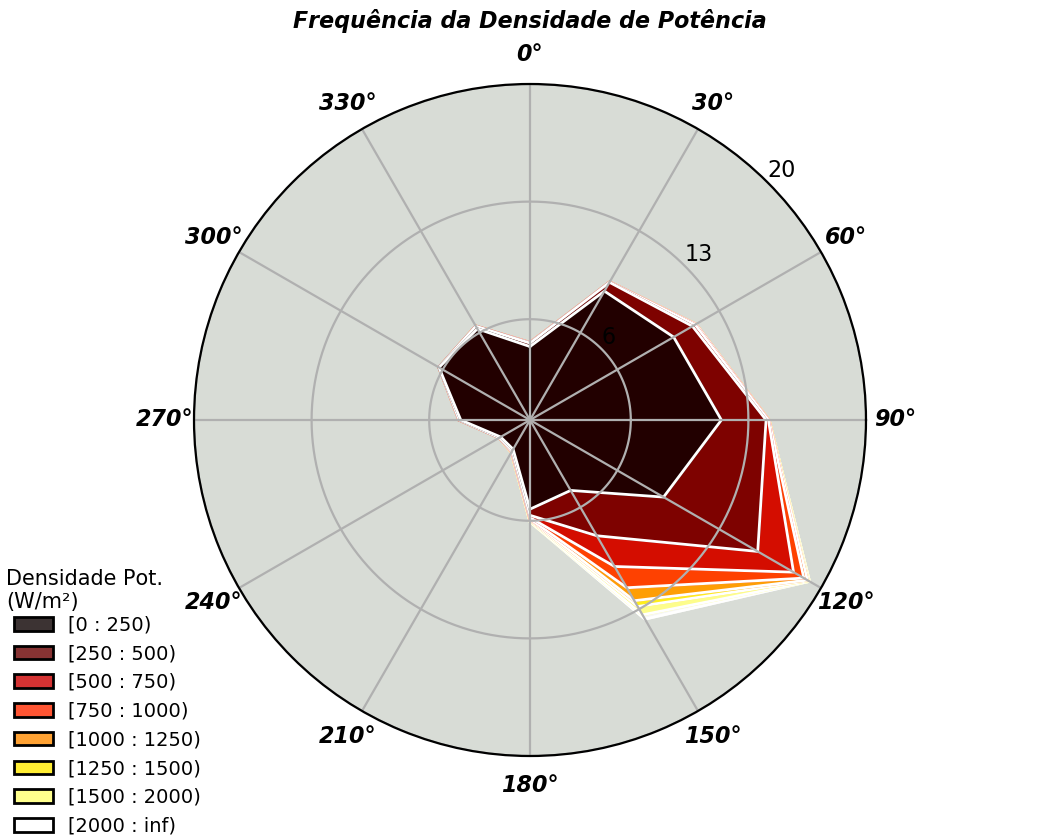 Frequência da Densidade de Potência
0°
330°
30°
20
300°
60°
13
6
270°
90°
Densidade Pot.
(W/m²)
240°
120°
[0 : 250)
[250 : 500)
[500 : 750)
[750 : 1000)
[1000 : 1250)
[1250 : 1500)
[1500 : 2000)
[2000 : inf)
210°
150°
180°